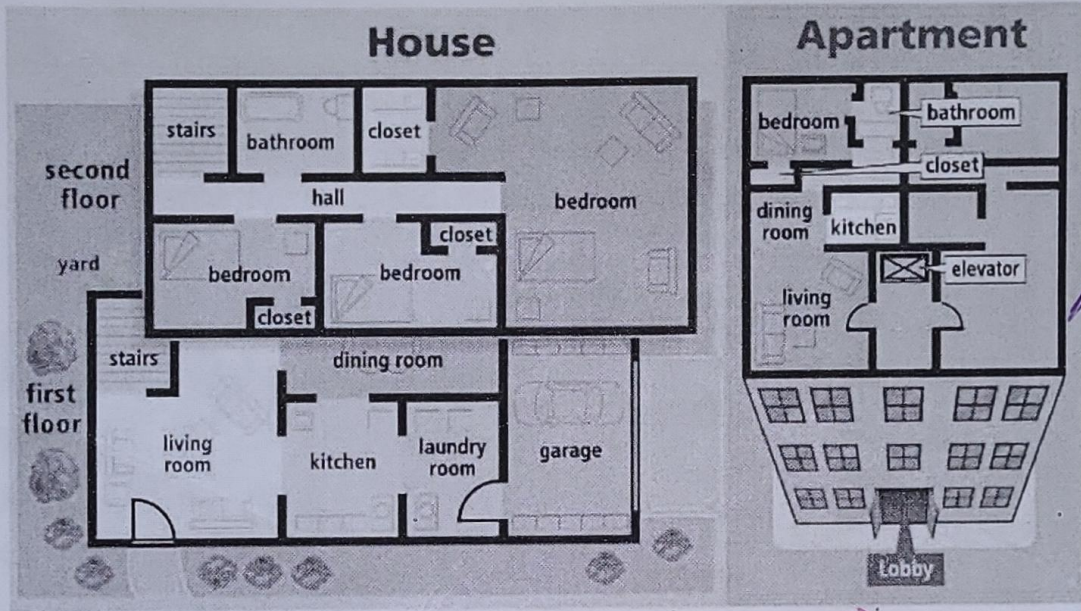 House
stairs
bathroom
closet
second
floor
hall
bedroom
closet
yard
bedroom
bedroom
closet
stairs
dining room
first
floor
living
room
kitchen
laundry
room
garage
Apartment
bedroom
bathroom
closet
dining
room
kitchen
elevator
living
room
Lobby